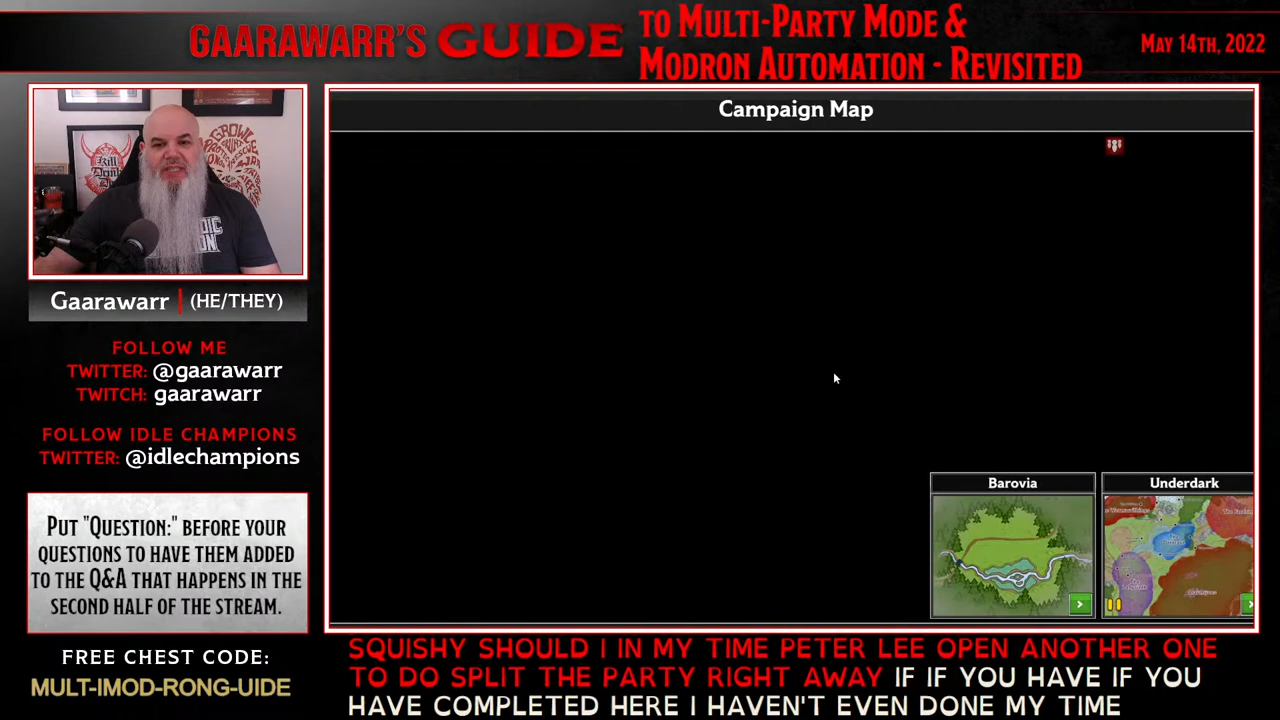 GAARAWARR'S GUIDE
TO MULTI-PARTY MODE &
MODRON AUTOMATION - REVISITED
MAY 14TH, 2022
Campaign Map
Kill
Drink
Gaarawarr | (HE/THEY)
FOLLOW ME
TWITTER: @gaarawarr
TWITCH: gaarawarr
FOLLOW IDLE CHAMPIONS
TWITTER: @idlechampions
Barovia
Underdark
PUT "QUESTION:" BEFORE YOUR
QUESTIONS TO HAVE THEM ADDED
TO THE Q&A THAT HAPPENS IN THE
SECOND HALF OF THE STREAM.
FREE CHEST CODE:
MULT-IMOD-RONG-UIDE
SQUISHY SHOULD I IN MY TIME PETER LEE OPEN ANOTHER ONE
TO DO SPLIT THE PARTY RIGHT AWAY IF IF YOU HAVE IF YOU
HAVE COMPLETED HERE I HAVEN'T EVEN DONE MY TIME